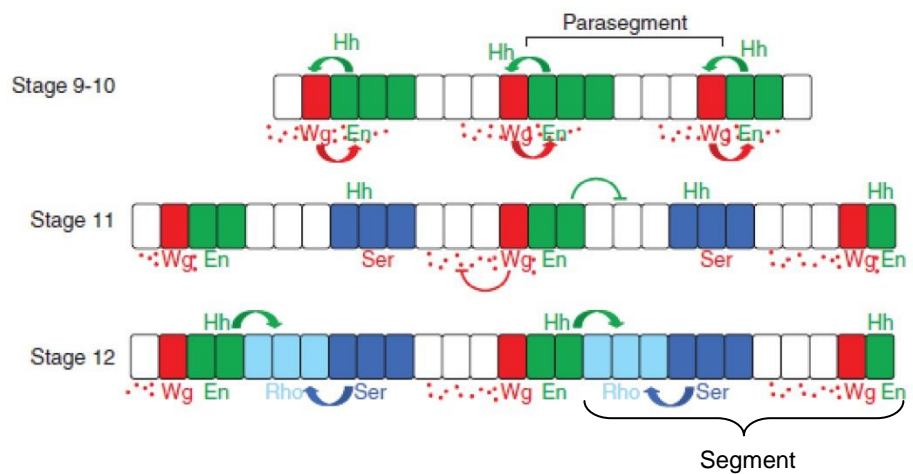 Parasegment
Hh Hh Hh
Stage 9-10
Wg En Wg En Wg En
Hh Hh Hh
Stage 11
Wg En Ser Wg En Ser Wg En
Hh Hh Hh
Stage 12
Wg En Rho Ser Wg En Rho Ser Wg En
Segment